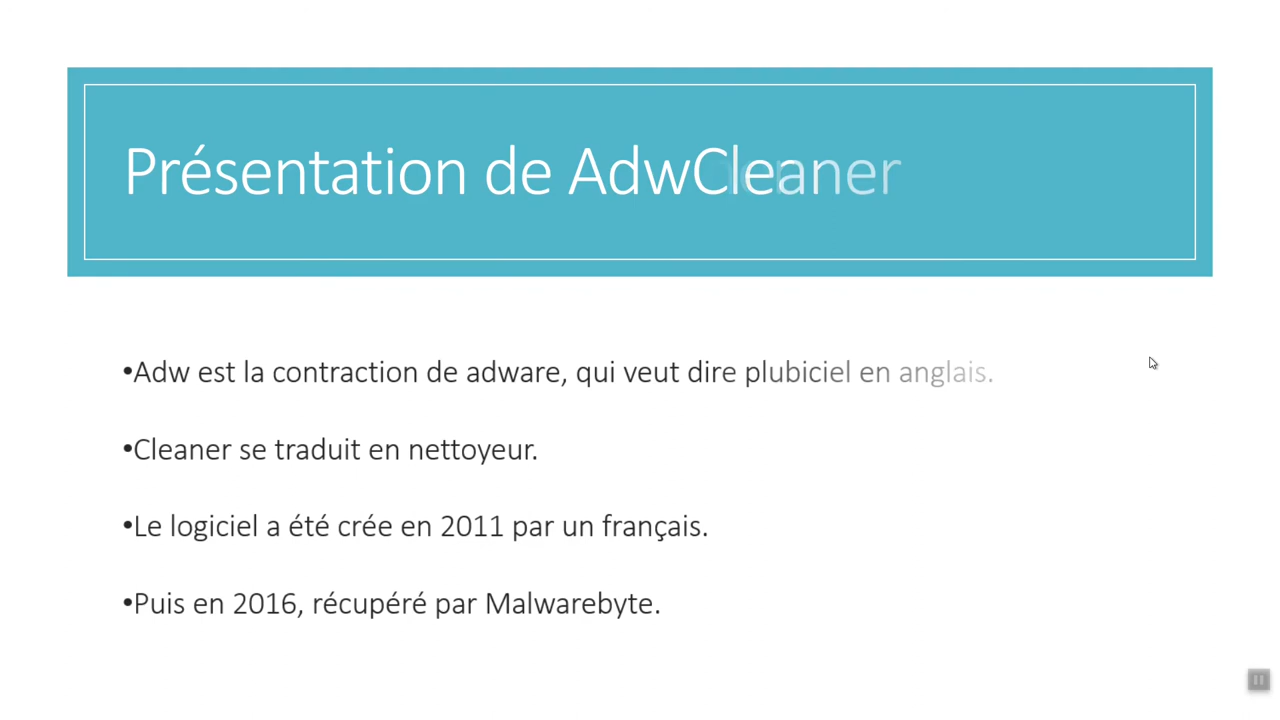 Présentation de AdwCleaner
•Adw est la contraction de adware, qui veut dire plubiciel en anglais.
•Cleaner se traduit en nettoyeur.
•Le logiciel a été crée en 2011 par un français.
•Puis en 2016, récupéré par Malwarebyte.